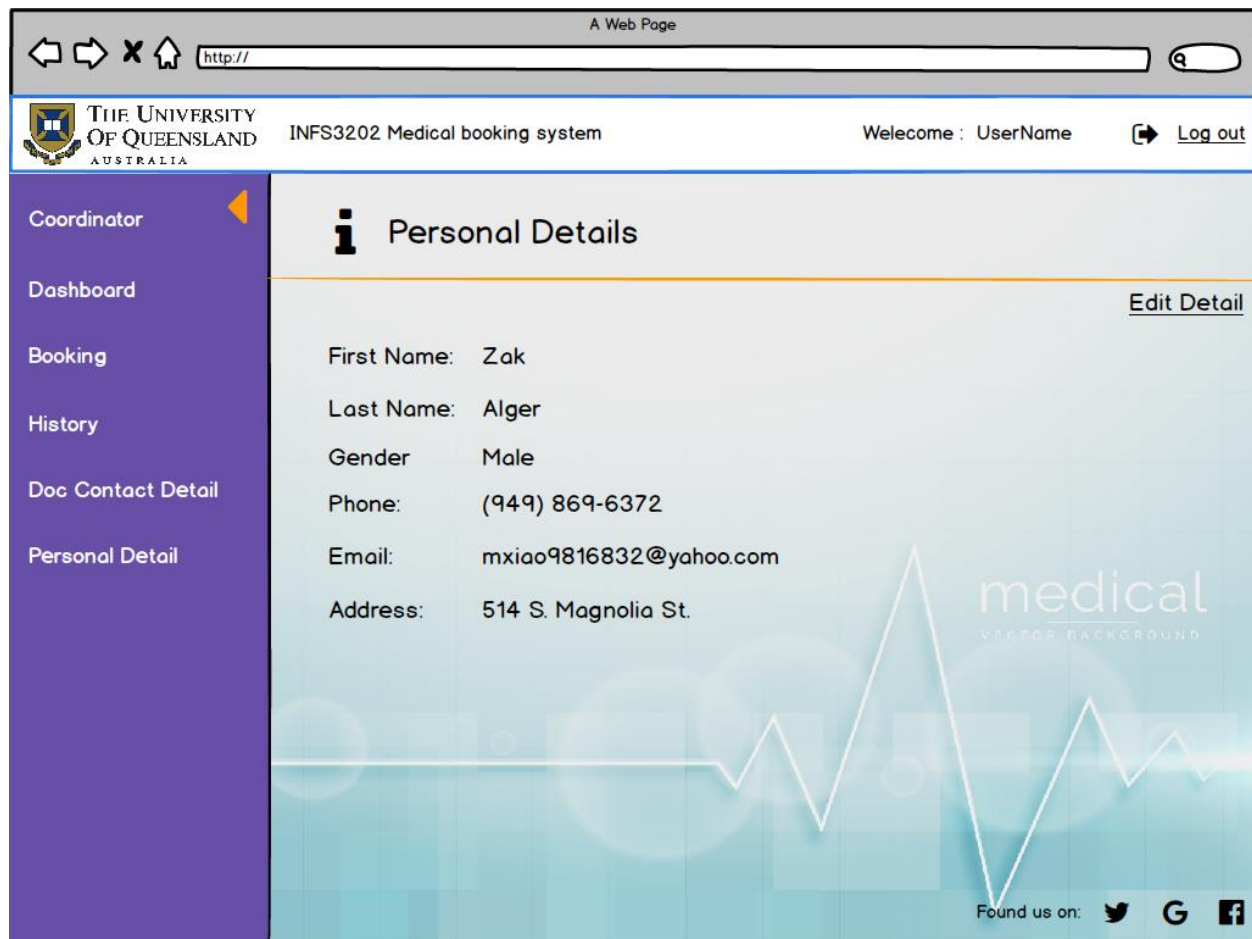 A Web Page
http://
THE UNIVERSITY
OF QUEENSLAND
AUSTRALIA
INFS3202 Medical booking system
Welecome : UserName
Log out
Coordinator
Dashboard
Booking
History
Doc Contact Detail
Personal Detail
Personal Details
Edit Detail
First Name: Zak
Last Name: Alger
Gender Male
Phone: (949) 869-6372
Email: mxiao9816832@yahoo.com
Address: 514 S. Magnolia St.
medical
VECTOR BACKGROUND
Found us on: